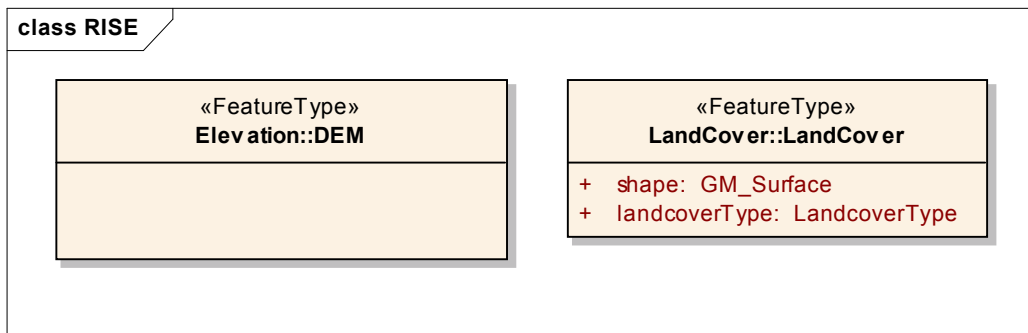 class RISE
«FeatureType»
Elevation::DEM
«FeatureType»
LandCover::LandCover
+ shape: GM_Surface
+ landcoverType: LandcoverType